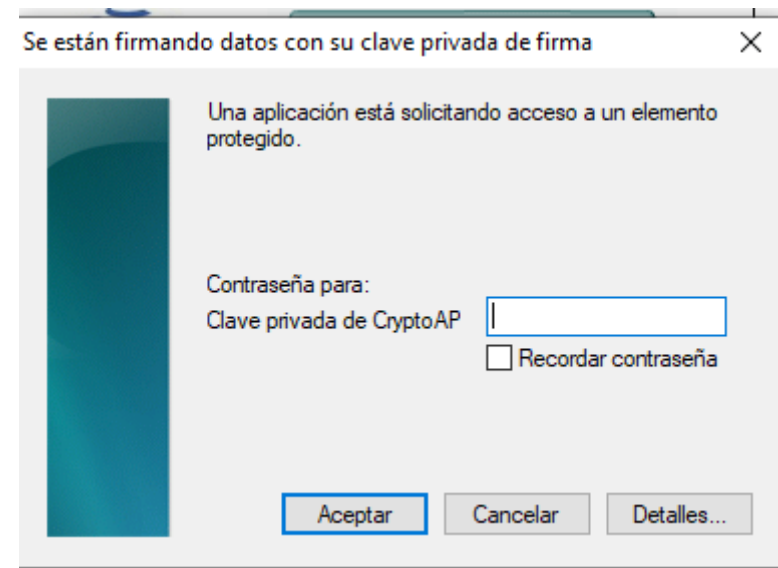 Se están firmando datos con su clave privada de firma
Una aplicación está solicitando acceso a un elemento
protegido.
Contraseña para:
Clave privada de CryptoAP
Recordar contraseña
Aceptar
Cancelar
Detalles...